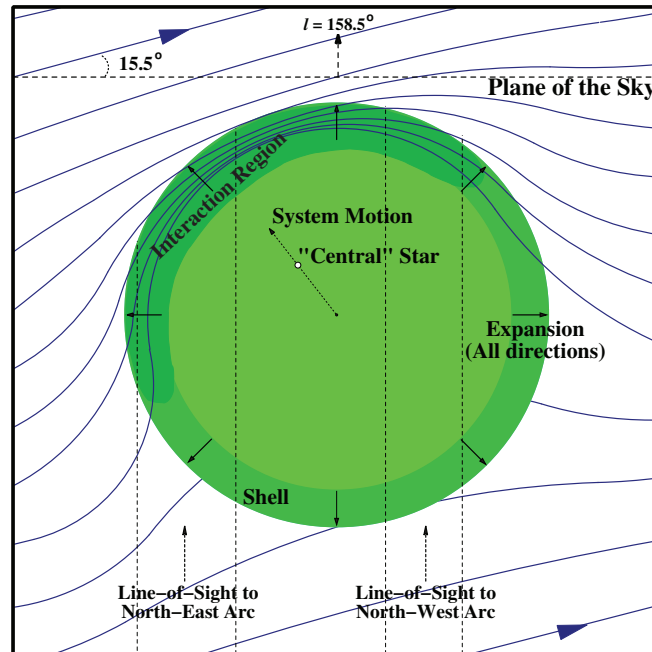 l = 158.5°
15.5°
Plane of the Sky
Interaction Region
System Motion
"Central" Star
Expansion
(All directions)
Shell
Line−of−Sight to
North−East Arc
Line−of−Sight to
North−West Arc